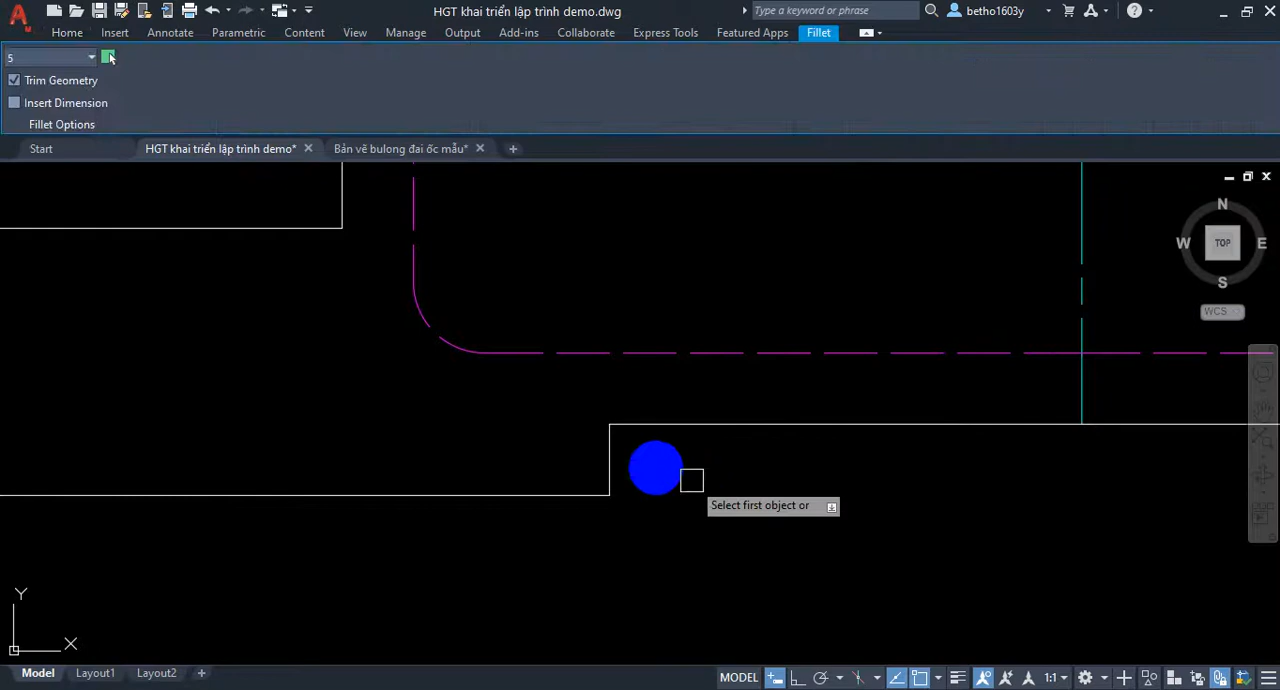 HGT khai triển lập trình demo.dwg
Type a keyword or phrase
betho1603y
Home Insert Annotate Parametric Content View Manage Output Add-ins Collaborate Express Tools Featured Apps Fillet
5
Trim Geometry
Insert Dimension
Fillet Options
Start HGT khai triển lập trình demo* Bản vẽ bulong đai ốc mẫu*
N
W TOP E
S
WCS
Select first object or
Y
X
Model Layout1 Layout2 MODEL 1:1